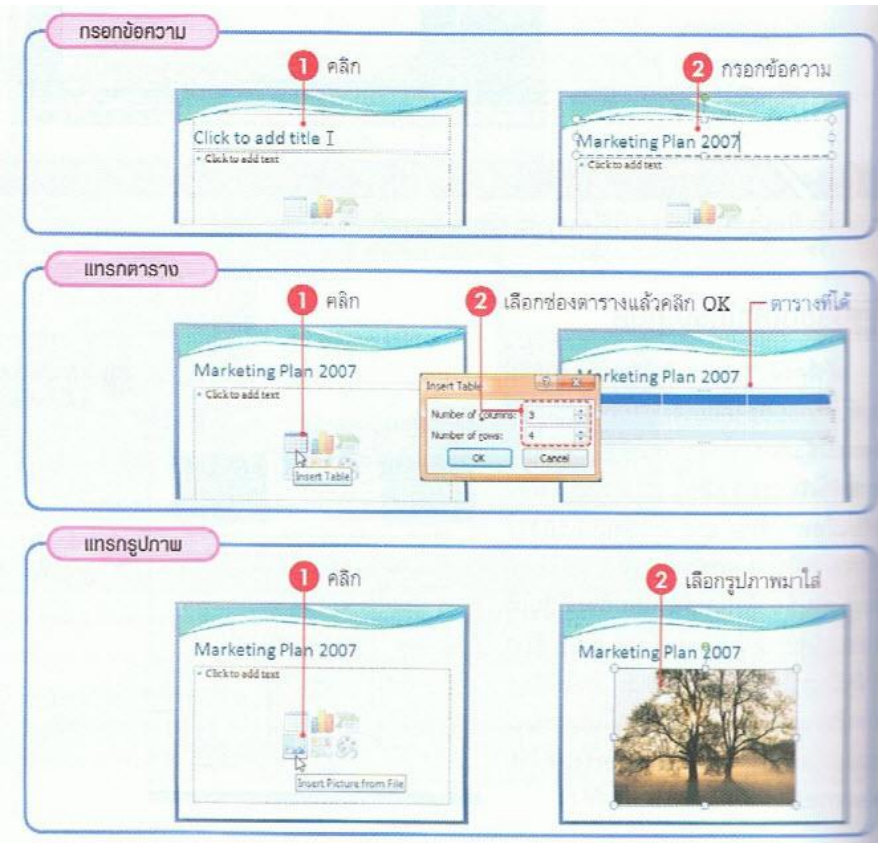 กรอกข้อความ
1 คลิก
2 กรอกข้อความ
Click to add title
• Click to add text
Marketing Plan 2007
• Click to add text
แทรกตาราง
1 คลิก
2 เลือกช่องตารางแล้วคลิก OK
ตารางที่ได้
Marketing Plan 2007
• Click to add text
Insert Table
Insert Table
Number of columns: 3
Number of rows: 4
OK Cancel
Marketing Plan 2007
แทรกรูปภาพ
1 คลิก
2 เลือกรูปภาพมาใส่
Marketing Plan 2007
• Click to add text
Insert Picture from File
Marketing Plan 2007